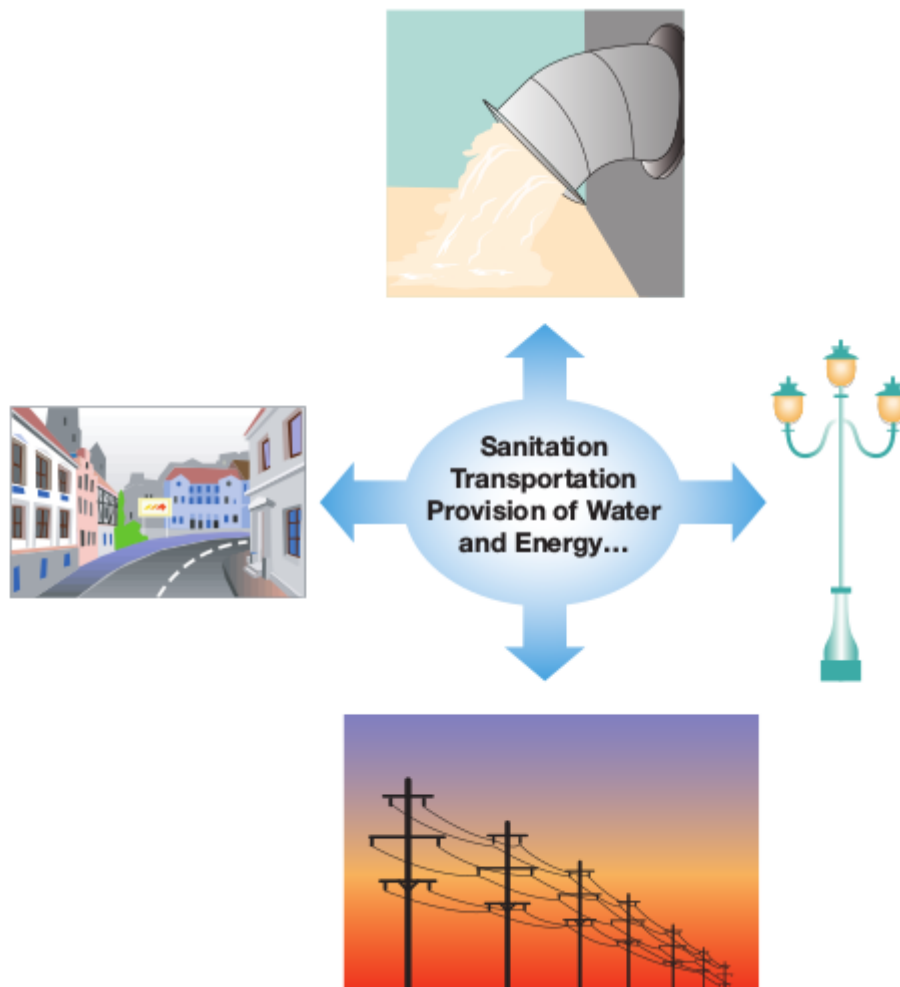 Sanitation
Transportation
Provision of Water
and Energy...